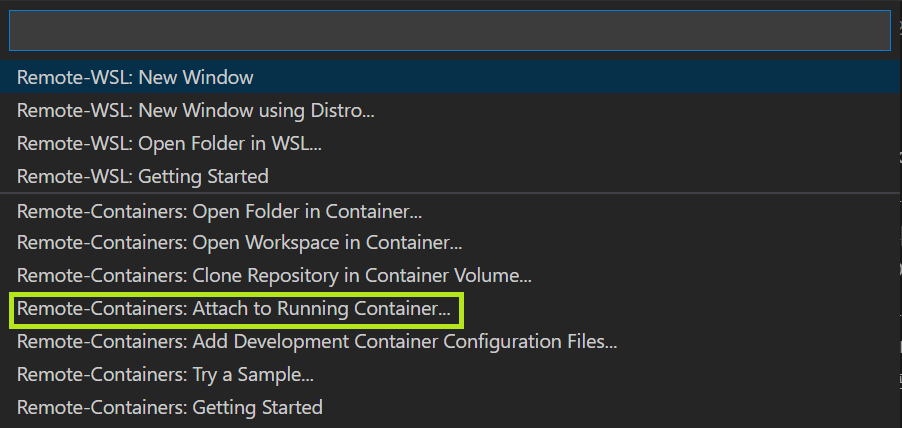 Remote-WSL: New Window
Remote-WSL: New Window using Distro...
Remote-WSL: Open Folder in WSL...
Remote-WSL: Getting Started
Remote-Containers: Open Folder in Container...
Remote-Containers: Open Workspace in Container...
Remote-Containers: Clone Repository in Container Volume...
Remote-Containers: Attach to Running Container...
Remote-Containers: Add Development Container Configuration Files...
Remote-Containers: Try a Sample...
Remote-Containers: Getting Started